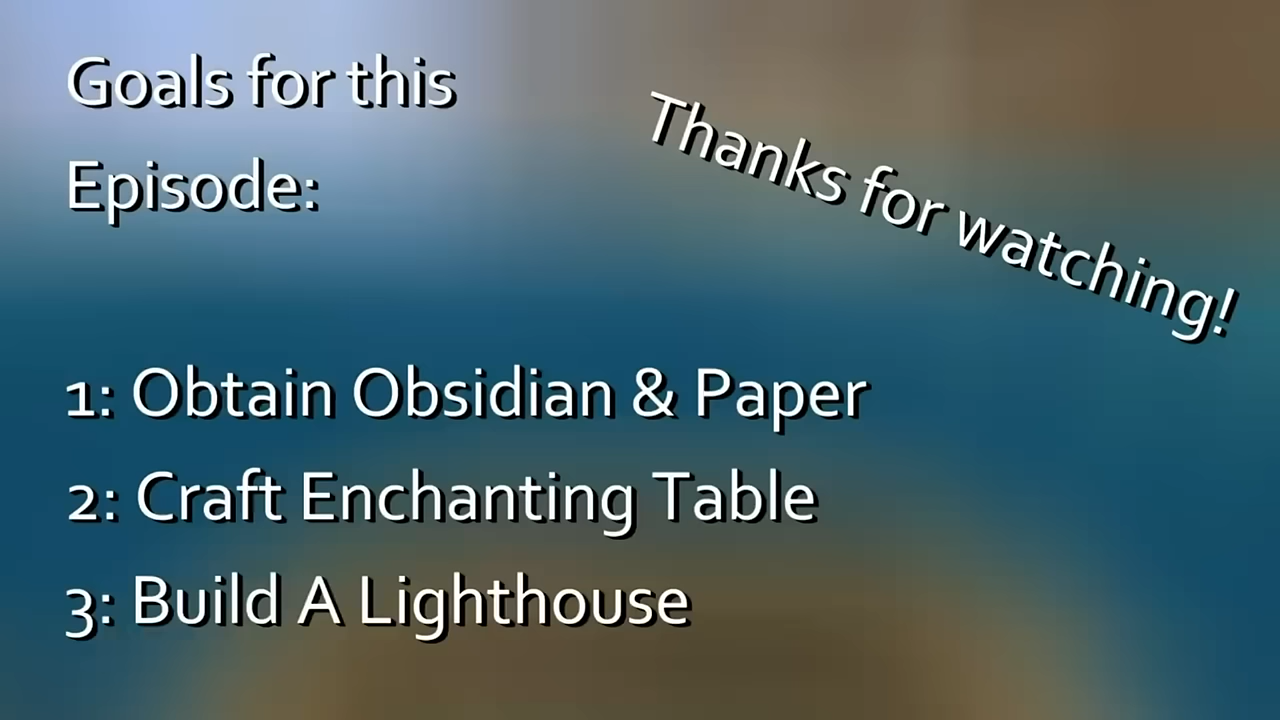 Goals for this
Episode:
Thanks for watching!
1: Obtain Obsidian & Paper
2: Craft Enchanting Table
3: Build A Lighthouse